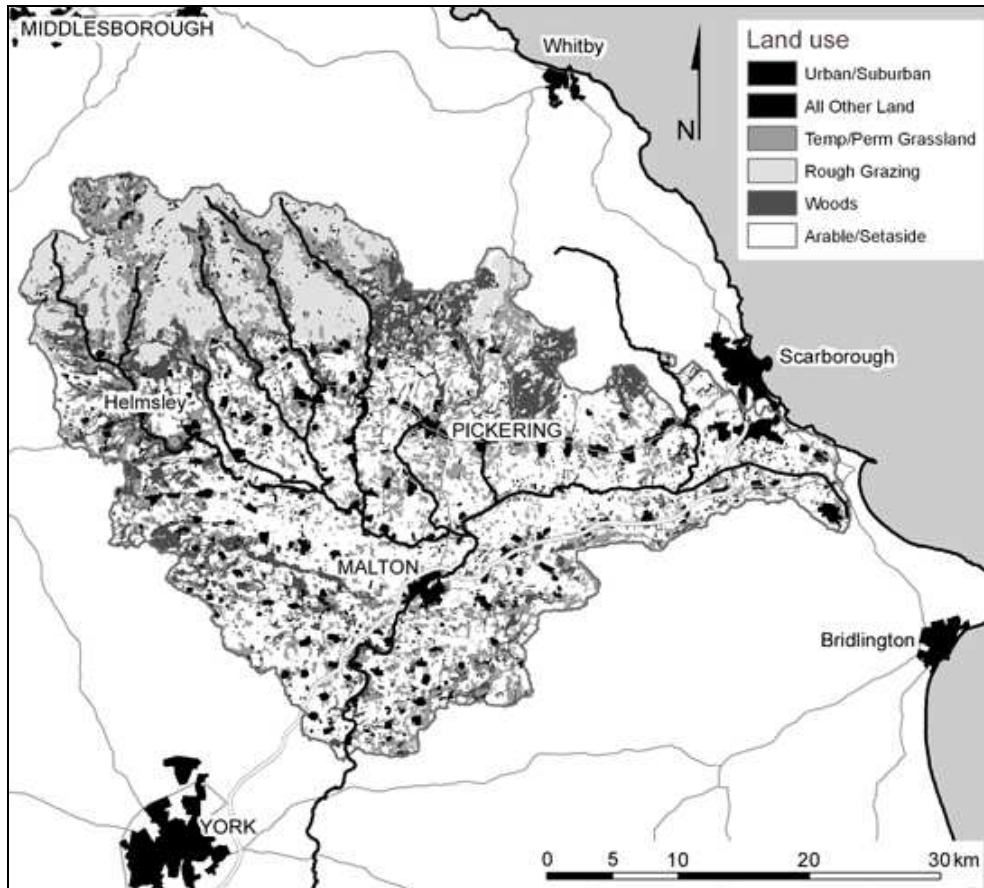 MIDDLESBOROUGH
Whitby
Land use
Urban/Suburban
All Other Land
Temp/Perm Grassland
Rough Grazing
Woods
Arable/Setaside
N
Scarborough
Helmsley
PICKERING
MALTON
Bridlington
YORK
0 5 10 20 30 km